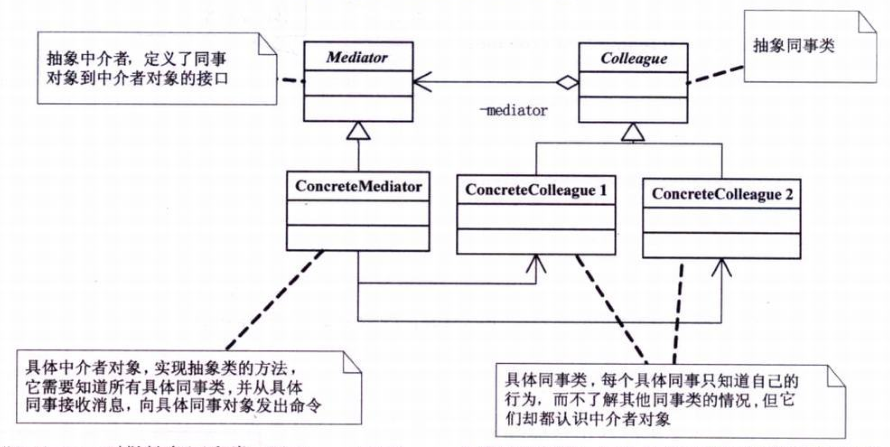 抽象中介者，定义了同事
对象到中介者对象的接口
Mediator
Colleague
抽象同事类
-mediator
ConcreteMediator
ConcreteColleague 1
ConcreteColleague 2
具体中介者对象，实现抽象类的方法，
它需要知道所有具体同事类，并从具体
同事接收消息，向具体同事对象发出命令
具体同事类，每个具体同事只知道自己的
行为，而不了解其他同事类的情况，但它
们却都认识中介者对象